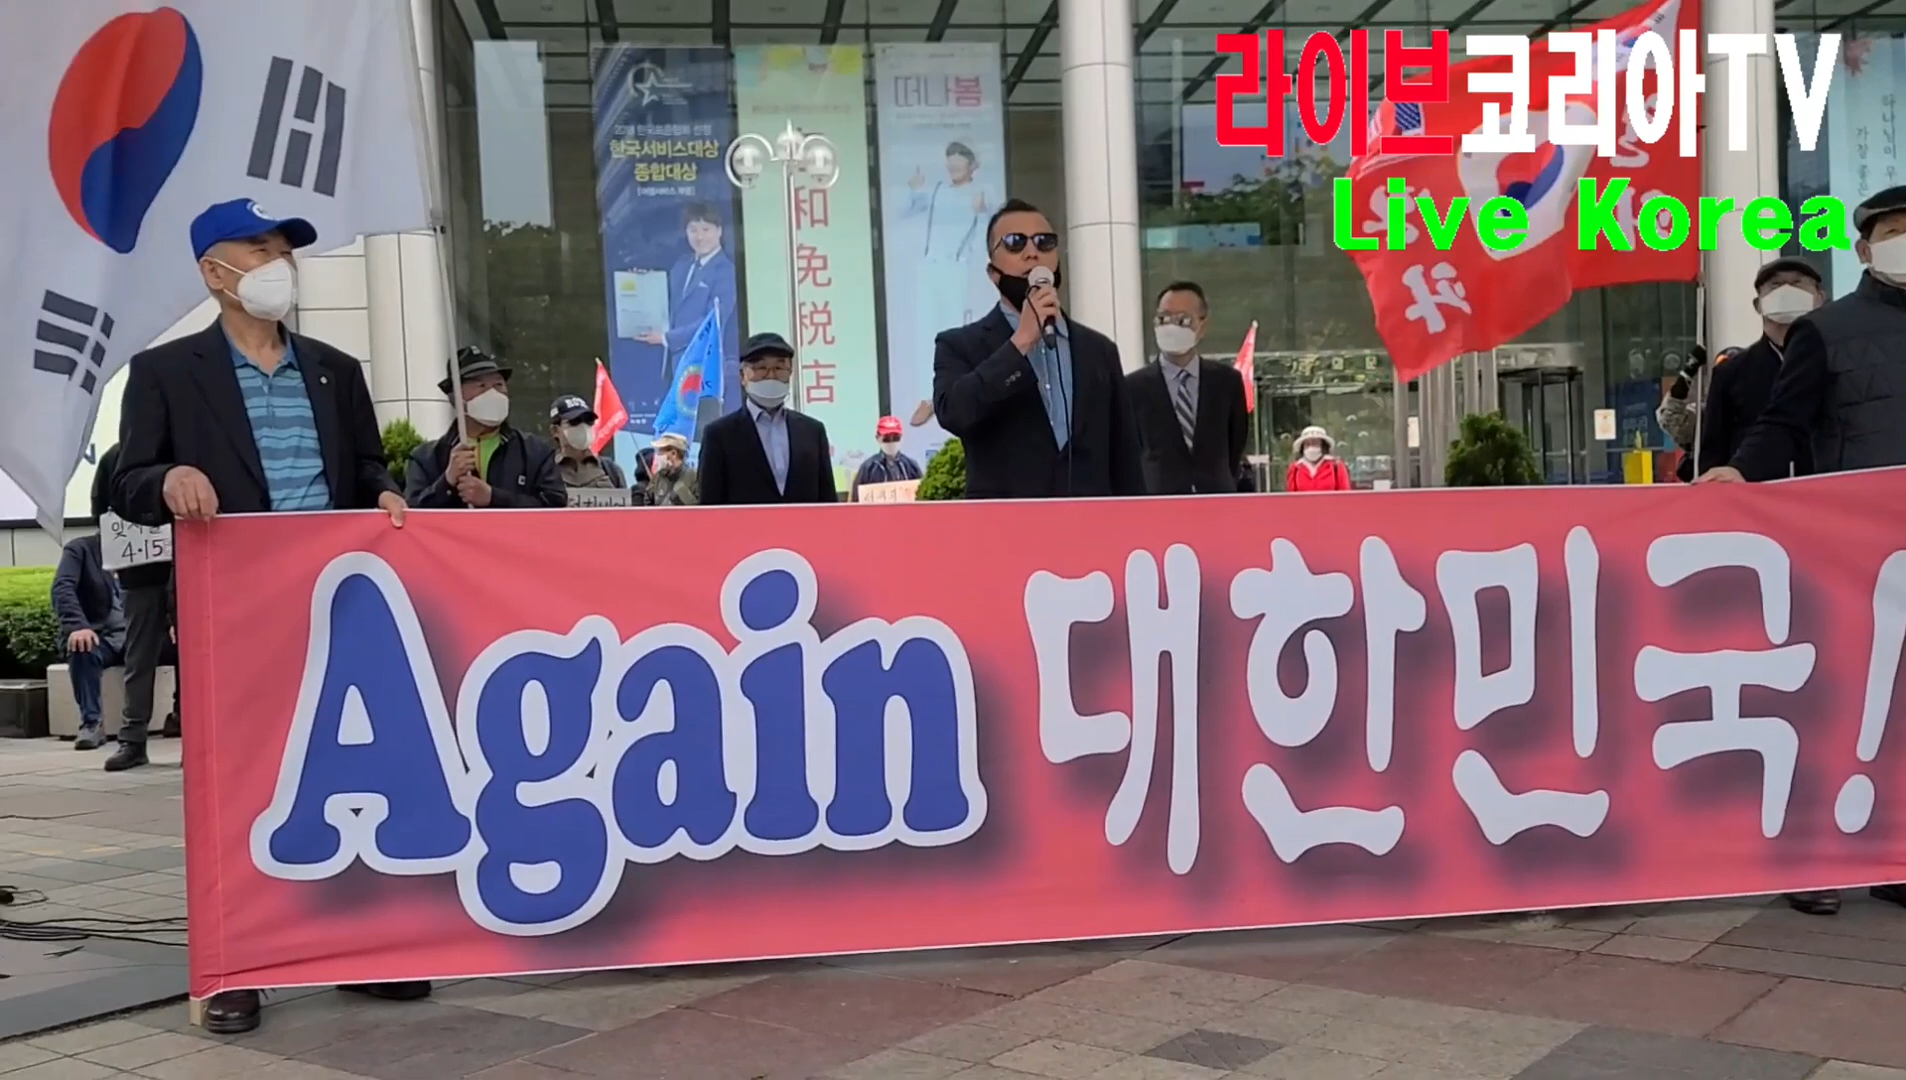 라이브코리아TV
Live Korea
떠나봄
한국서비스대상
종합대상
免税店
4·15
Again 대한민국!